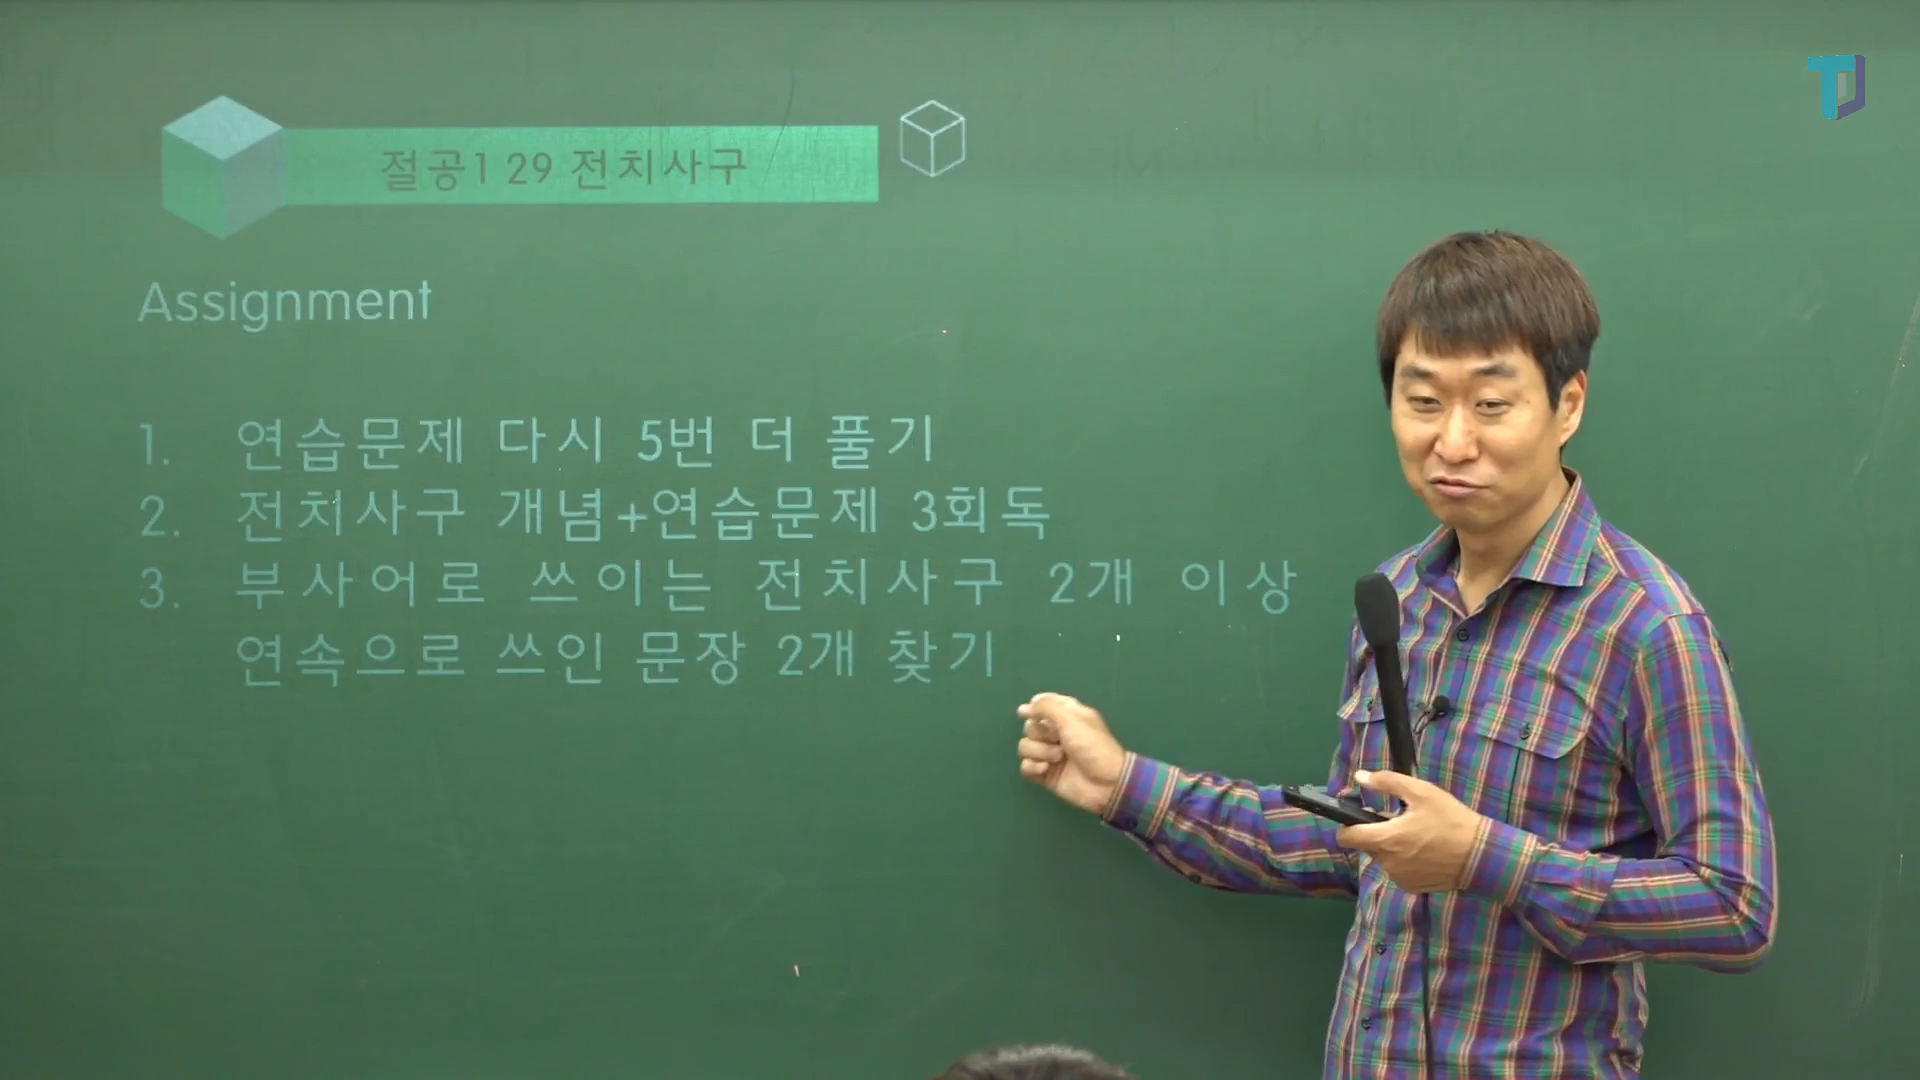 절공1 29 전치사구
Assignment
1. 연습문제 다시 5번 더 풀기
2. 전치사구 개념+연습문제 3회독
3. 부사어로 쓰이는 전치사구 2개 이상
연속으로 쓰인 문장 2개 찾기